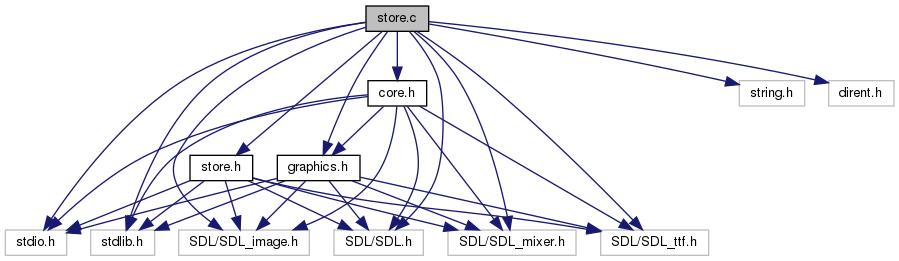 store.c
core.h
string.h
dirent.h
store.h
graphics.h
stdio.h
stdlib.h
SDL/SDL_image.h
SDL/SDL.h
SDL/SDL_mixer.h
SDL/SDL_ttf.h